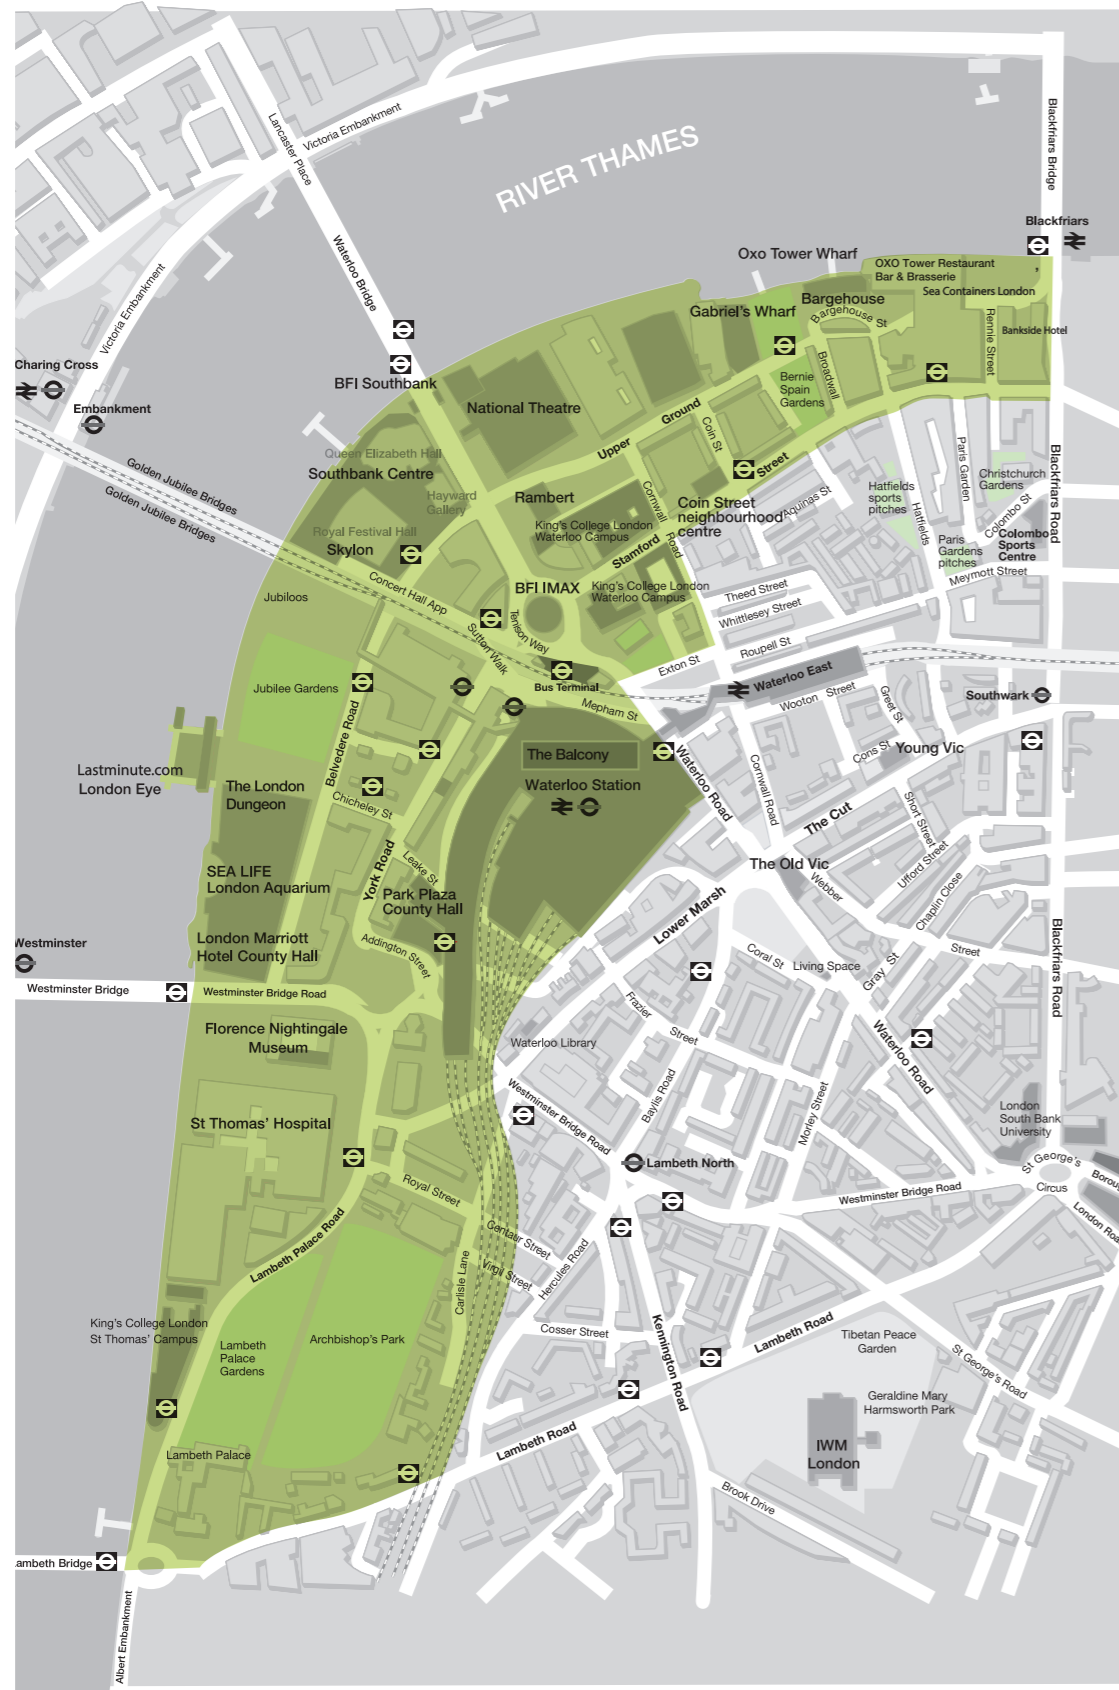 Lancaster Place
Victoria Embankment
RIVER THAMES
Blackfriars Bridge
Blackfriars
Waterloo Bridge
Victoria Embankment
Oxo Tower Wharf
OXO Tower Restaurant
Bar & Brasserie
Sea Containers London
Bargehouse
Bargehouse St
Gabriel's Wharf
Rennie Street
Bankside Hotel
Charing Cross
Embankment
BFI Southbank
National Theatre
Bernie
Spain
Gardens
Broadwall
Upper Ground
Coin St
Street
Golden Jubilee Bridges
Golden Jubilee Bridges
Queen Elizabeth Hall
Southbank Centre
Hayward
Gallery
Royal Festival Hall
Skylon
Rambert
King's College London
Waterloo Campus
Stamford
Cornwall
Road
Coin Street
neighbourhood
centre
Aquinas St
Hatfields
sports
pitches
Hatfields
Paris Garden
Christchurch
Gardens
Colombo St
Colombo
Sports
Centre
Paris
Gardens
pitches
Meymott Street
Blackfriars Road
BFI IMAX
King's College London
Waterloo Campus
Concert Hall App
Jubiloos
Sutton Walk
Tenison Way
Theed Street
Whittlesey Street
Roupell St
Exton St
Waterloo East
Bus Terminal
Mepham St
Jubilee Gardens
Belvedere Road
Wooton Street
Greet St
Southwark
Cons St
Young Vic
The Balcony
Waterloo Station
Waterloo Road
Cornwall Road
The Cut
Short Street
Ufford Street
Chaplin Close
Lastminute.com
London Eye
The London
Dungeon
Chicheley St
York Road
Leake St
The Old Vic
Webber
Street
SEA LIFE
London Aquarium
Park Plaza
County Hall
Lower Marsh
Addington Street
London Marriott
Hotel County Hall
Coral St
Living Space
Gray St
Blackfriars Road
Westminster
Westminster Bridge
Westminster Bridge Road
Frazier
Street
Florence Nightingale
Museum
Waterloo Library
Waterloo Road
Westminster Bridge Road
Baylis Road
Morley Street
London
South Bank
University
St Thomas' Hospital
Lambeth North
St George's
Circus
London Roa
Westminster Bridge Road
Royal Street
Centaur Street
Virgil Street
Hercules Road
Carlisle Lane
Lambeth Palace Road
Cosser Street
Kennington Road
Lambeth Road
Tibetan Peace
Garden
St George's Road
King's College London
St Thomas' Campus
Lambeth
Palace
Gardens
Archbishop's Park
Geraldine Mary
Harmsworth Park
IWM
London
Lambeth Palace
Lambeth Road
Brook Drive
ambeth Bridge
Albert Embankment